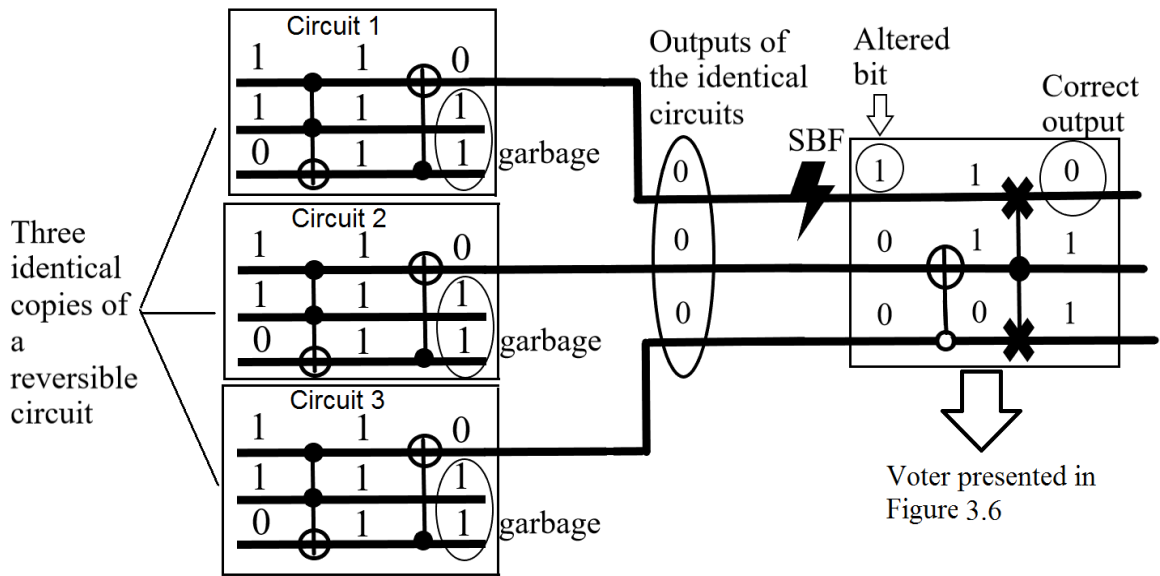 Circuit 1
1 1 0
1 1 1
0 1 1 garbage
Circuit 2
1 1 0
1 1 1
0 1 1 garbage
Circuit 3
1 1 0
1 1 1
0 1 1 garbage
Three
identical
copies of
a
reversible
circuit
Outputs of
the identical
circuits
0
0
0
SBF
Altered
bit
Correct
output
1 1 0
0 1 1
0 0 1
Voter presented in
Figure 3.6